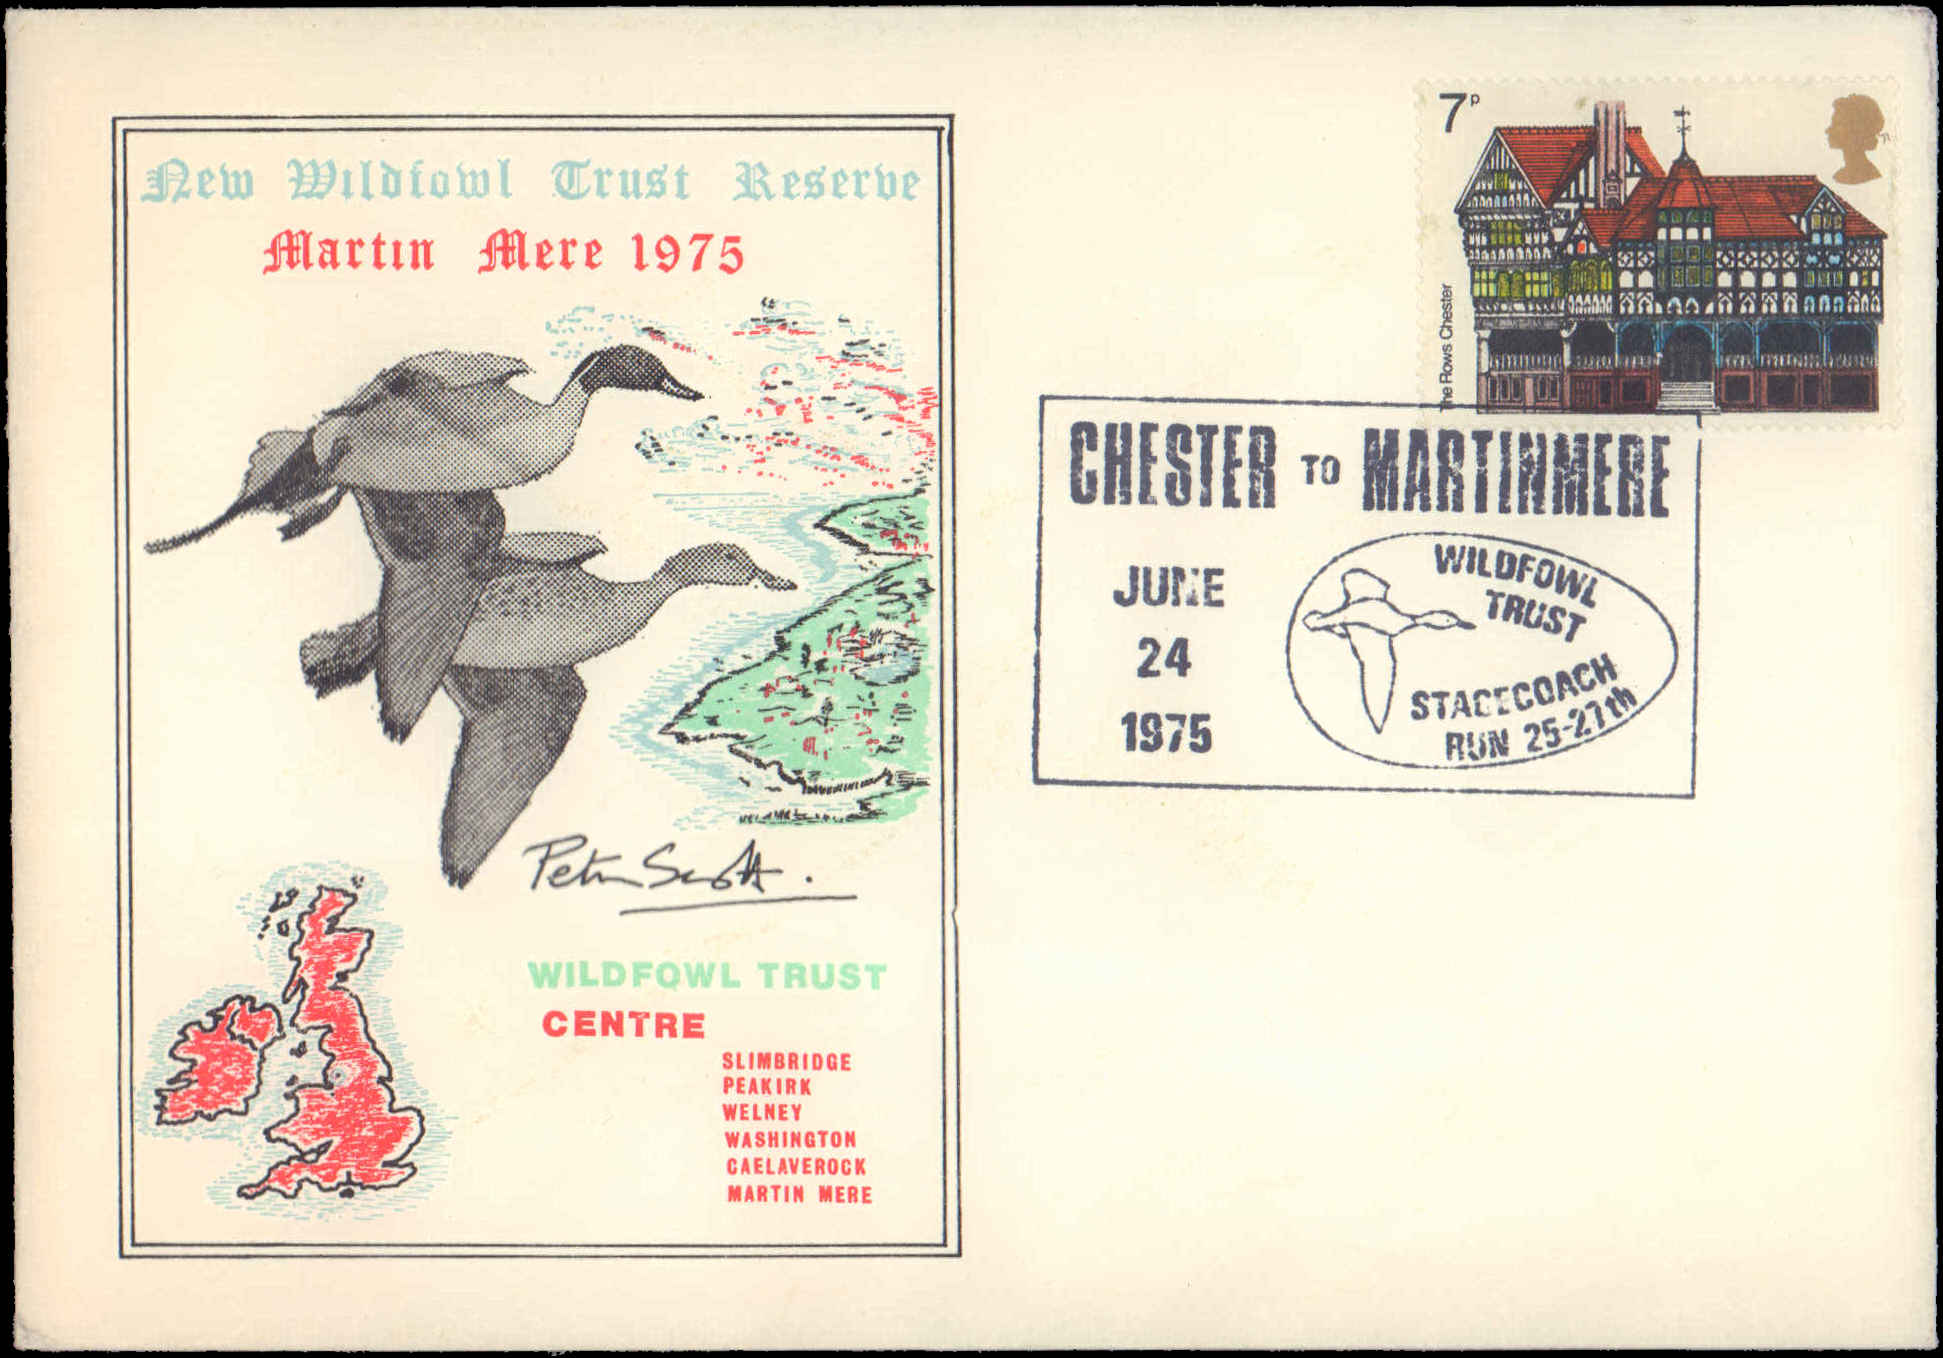 New Wildfowl Trust Reserve
Martin Mere 1975
Peter Scott.
WILDFOWL TRUST
CENTRE
SLIMBRIDGE
PEAKIRK
WELNEY
WASHINGTON
CAELAVEROCK
MARTIN MERE
7p
The Rows Chester
CHESTER TO MARTINMERE
JUNE
24
1975
WILDFOWL
TRUST
STAGECOACH
RUN 25-27th